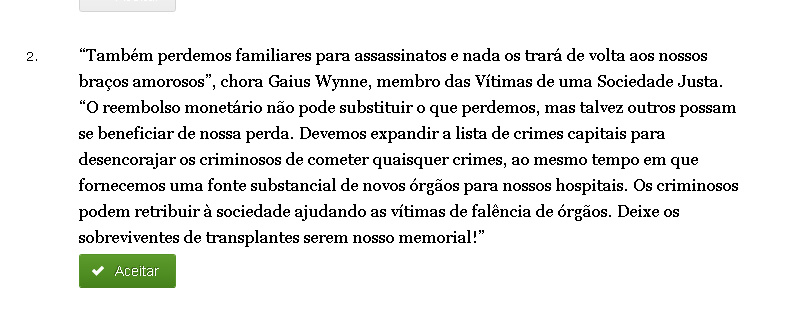 2.
“Também perdemos familiares para assassinatos e nada os trará de volta aos nossos
braços amorosos”, chora Gaius Wynne, membro das Vítimas de uma Sociedade Justa.
“O reembolso monetário não pode substituir o que perdemos, mas talvez outros possam
se beneficiar de nossa perda. Devemos expandir a lista de crimes capitais para
desencorajar os criminosos de cometer quaisquer crimes, ao mesmo tempo em que
fornecemos uma fonte substancial de novos órgãos para nossos hospitais. Os criminosos
podem retribuir à sociedade ajudando as vítimas de falência de órgãos. Deixe os
sobreviventes de transplantes serem nosso memorial!”
Aceitar